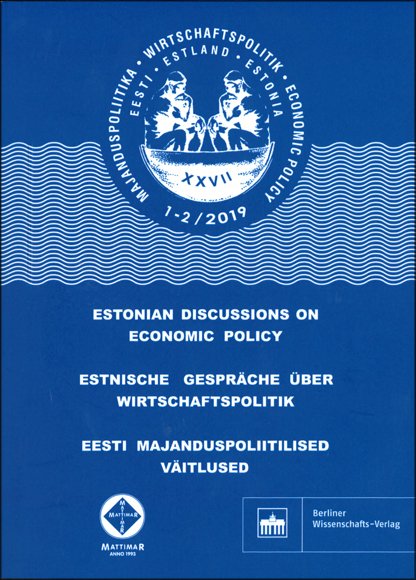 MAJANDUSPOLIITIKA • WIRTSCHAFTSPOLITIK • ECONOMIC POLICY
EESTI • ESTLAND • ESTONIA
XXVII
1-2/2019
ESTONIAN DISCUSSIONS ON
ECONOMIC POLICY
ESTNISCHE GESPRÄCHE ÜBER
WIRTSCHAFTSPOLITIK
EESTI MAJANDUSPOLIITILISED
VÄITLUSED
MATTIMAR
MATTIMAR
MATTIMAR
ANNO 1993
Berliner
Wissenschafts-Verlag